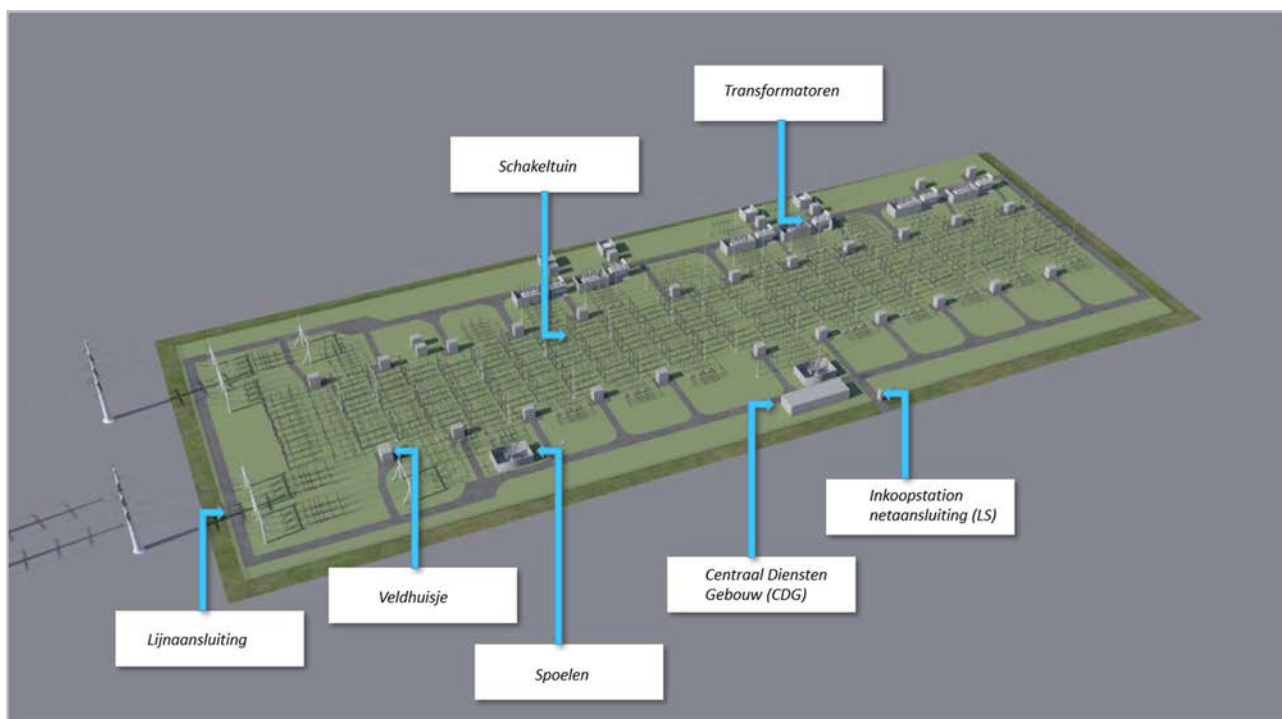 Transformatoren
Schakeltuin
Inkoopstation
netaansluiting (LS)
Centraal Diensten
Gebouw (CDG)
Veldhuisje
Lijnaansluiting
Spoelen